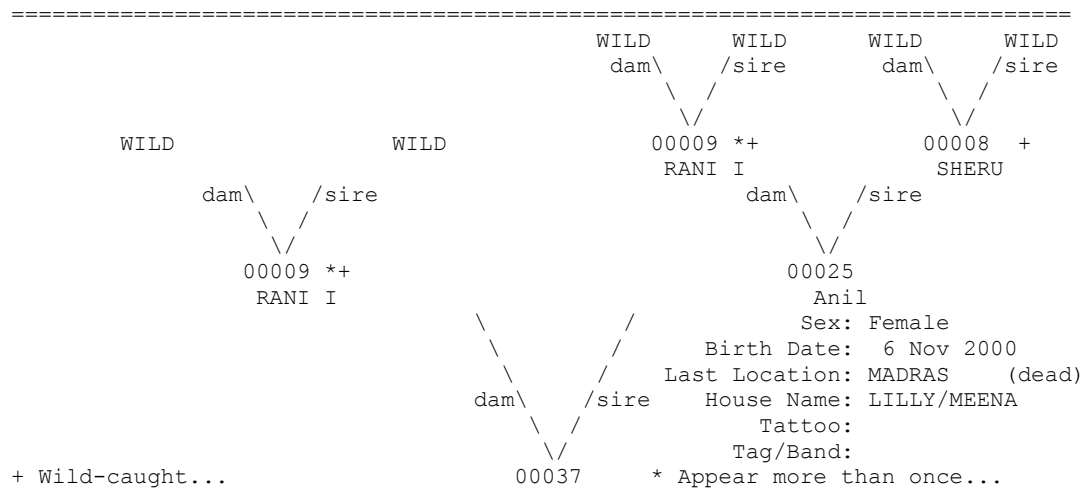 ==============================================================================
WILD WILD WILD WILD
dam\ /sire dam\ /sire
\ / \ /
\/ \/
WILD WILD 00009 *+ 00008 +
RANI I SHERU
dam\ /sire dam\ /sire
\ / \ /
\/ \/
00009 *+ 00025
RANI I Anil
\ / Sex: Female
\ / Birth Date: 6 Nov 2000
\ / Last Location: MADRAS (dead)
dam\ /sire House Name: LILLY/MEENA
\ / Tattoo:
\/ Tag/Band:
+ Wild-caught... 00037 * Appear more than once...